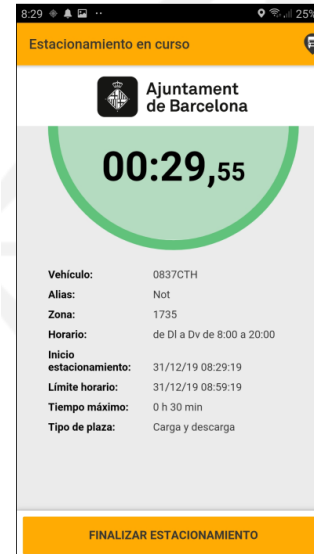 8:29 25%
Estacionamiento en curso
Ajuntament
de Barcelona
00:29,55
Vehículo: 0837CTH
Alias: Not
Zona: 1735
Horario: de Dl a Dv de 8:00 a 20:00
Inicio
estacionamiento: 31/12/19 08:29:19
Límite horario: 31/12/19 08:59:19
Tiempo máximo: 0 h 30 min
Tipo de plaza: Carga y descarga
FINALIZAR ESTACIONAMIENTO